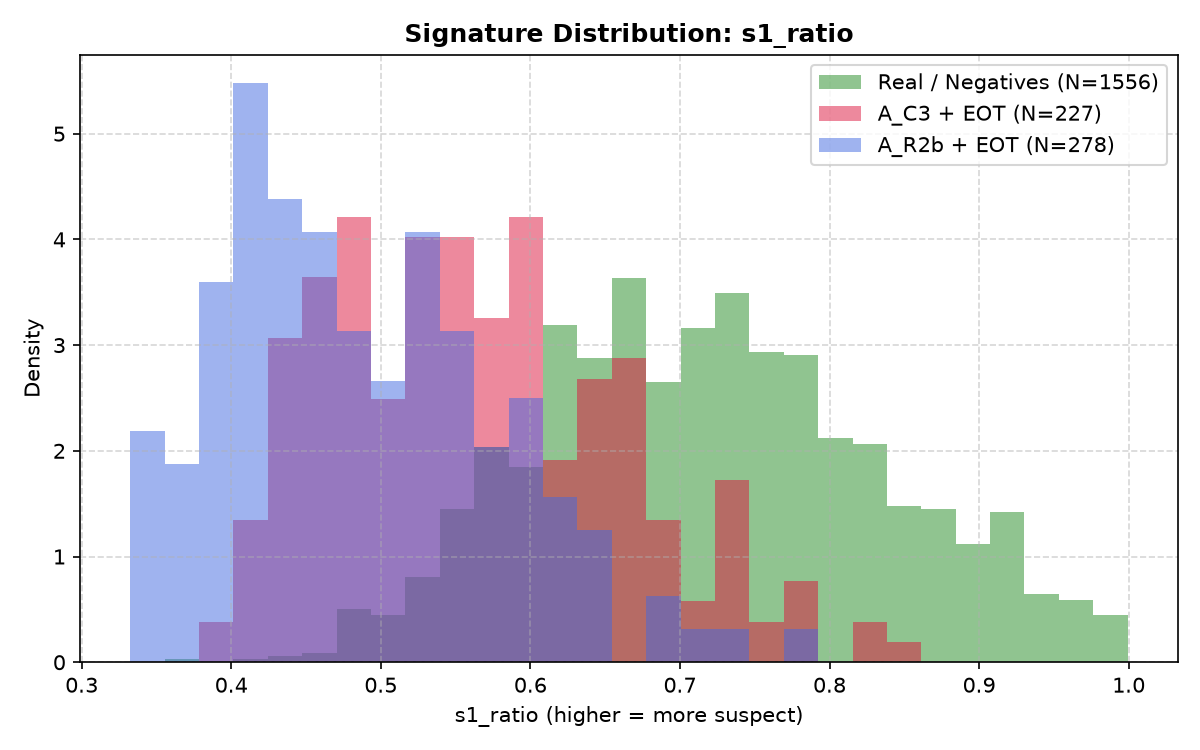 Signature Distribution: s1_ratio
Real / Negatives (N=1556)
A_C3 + EOT (N=227)
A_R2b + EOT (N=278)
Density
5
4
3
2
1
0
0.3 0.4 0.5 0.6 0.7 0.8 0.9 1.0
s1_ratio (higher = more suspect)